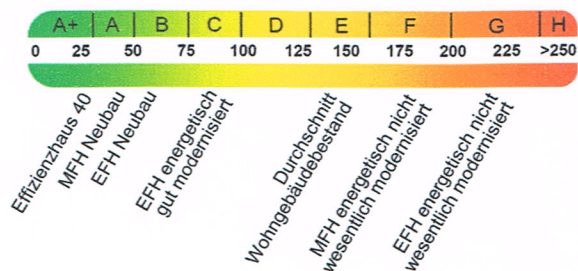 A+ A B C D E F G H
0 25 50 75 100 125 150 175 200 225 >250
Effizienzhaus 40
MFH Neubau
EFH Neubau
EFH energetisch
gut modernisiert
Durchschnitt
Wohngebäudebestand
MFH energetisch nicht
wesentlich modernisiert
EFH energetisch nicht
wesentlich modernisiert